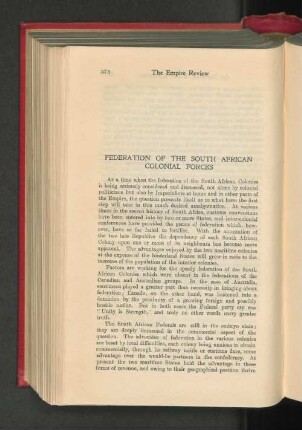 372 The Empire Review
FEDERATION OF THE SOUTH AFRICAN
COLONIAL FORCES
At a time when the federation of the South African Colonies
is being seriously considered and discussed, not alone by colonial
politicians but also by Imperialists at home and in other parts of
the Empire, the question presents itself as to what form the first
step will take in this much desired amalgamation. At various
times in the recent history of South Africa, customs conventions
have been entered into by two or more States, and intercolonial
conferences have provided the germs of federation which, however,
have so far failed to fructify. With the accession of
the two late Republics the dependency of each South African
Colony upon one or more of its neighbours has become more
apparent. The advantages enjoyed by the two maritime colonies
at the expense of the hinterland States will grow in ratio to the
increase of the population of the interior colonies.
Factors are working for the speedy federation of the South
African Colonies which were absent in the federations of the
Canadian and Australian groups. In the case of Australia,
sentiment played a greater part than necessity in bringing about
federation; Canada, on the other hand, was hastened into a
dominion by the proximity of a growing foreign and possibly
hostile nation. But in both cases the Federal party cry was
"Unity is Strength," and truly no other words carry greater
truth.
The South African Federals are still in the embryo state;
they are deeply immersed in the commercial aspect of the
question. The advocates of federation in the various colonies
are beset by local difficulties, each colony being anxious to obtain
commercially, through its railway tariffs or maritime dues, some
advantage over the would-be partners in the confederacy. At
present the two maritime States hold the advantage in these
forms of revenue, and owing to their geographical position derive